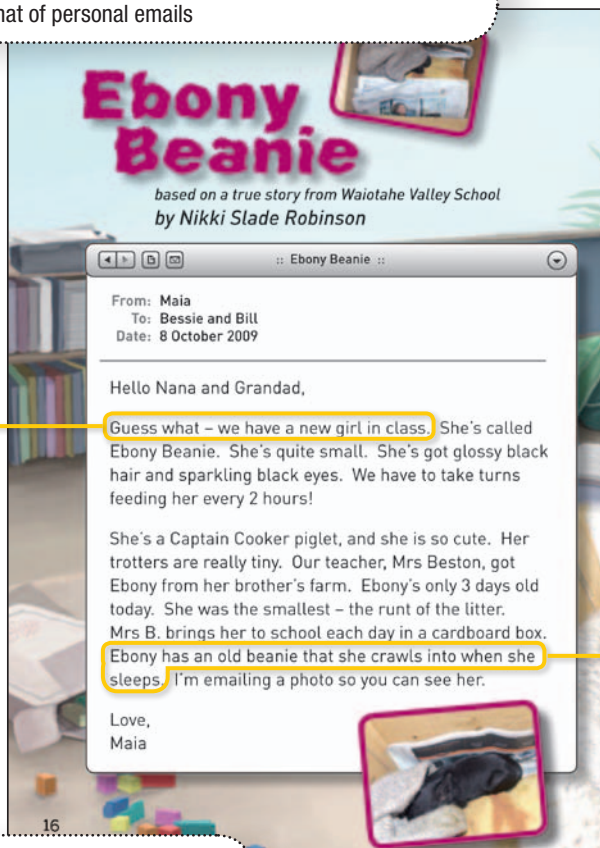 at of personal emails
Ebony
Beanie
based on a true story from Waiotahe Valley School
by Nikki Slade Robinson
:: Ebony Beanie ::
From: Maia
To: Bessie and Bill
Date: 8 October 2009
Hello Nana and Grandad,
Guess what – we have a new girl in class. She's called
Ebony Beanie. She's quite small. She's got glossy black
hair and sparkling black eyes. We have to take turns
feeding her every 2 hours!
She's a Captain Cooker piglet, and she is so cute. Her
trotters are really tiny. Our teacher, Mrs Beston, got
Ebony from her brother's farm. Ebony's only 3 days old
today. She was the smallest – the runt of the litter.
Mrs B. brings her to school each day in a cardboard box.
Ebony has an old beanie that she crawls into when she
sleeps. I'm emailing a photo so you can see her.
Love,
Maia
16